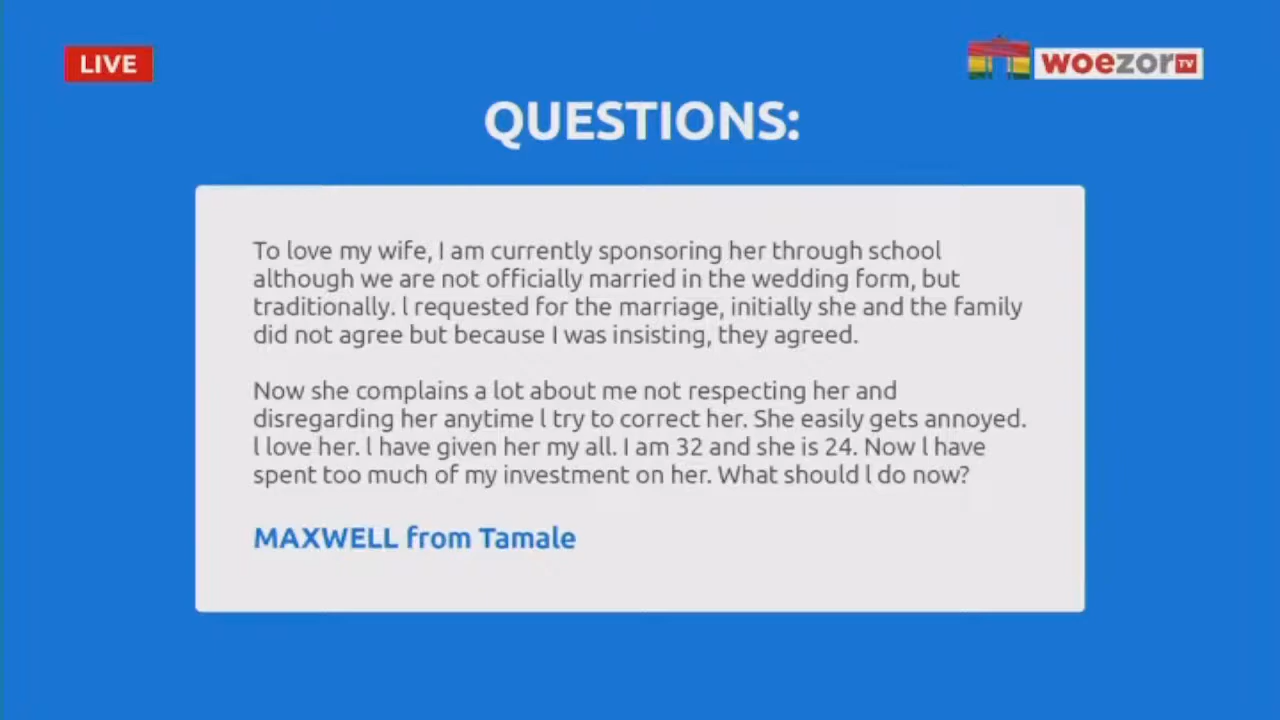 LIVE
woezor TV
QUESTIONS:
To love my wife, I am currently sponsoring her through school
although we are not officially married in the wedding form, but
traditionally. l requested for the marriage, initially she and the family
did not agree but because I was insisting, they agreed.
Now she complains a lot about me not respecting her and
disregarding her anytime l try to correct her. She easily gets annoyed.
l love her. l have given her my all. I am 32 and she is 24. Now l have
spent too much of my investment on her. What should l do now?
MAXWELL from Tamale